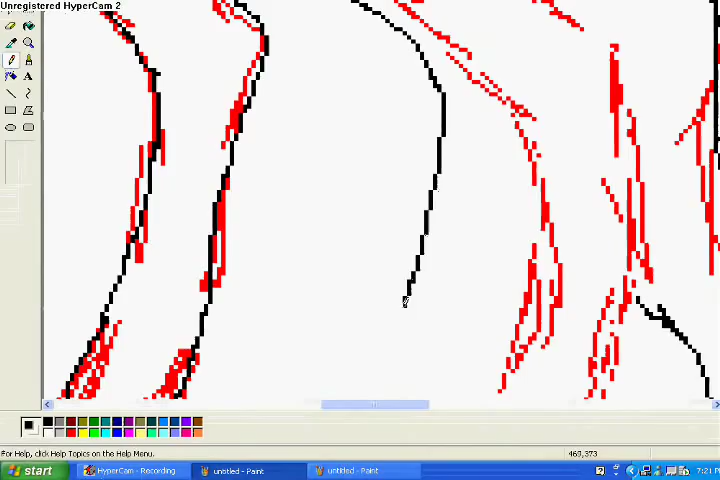 Unregistered HyperCam 2
A
For Help, click Help Topics on the Help Menu.
469,373
start
HyperCam - Recording
untitled - Paint
untitled - Paint
?
7:21 P